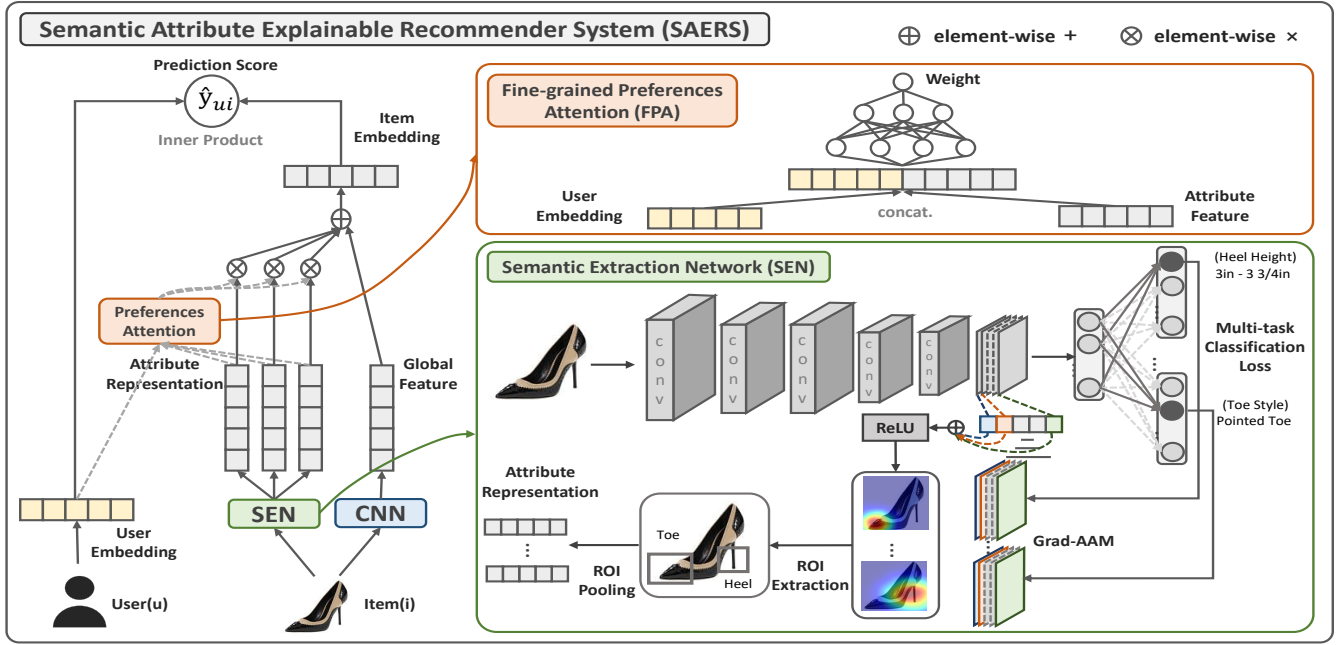 Semantic Attribute Explainable Recommender System (SAERS)
element-wise +
element-wise ×
Prediction Score
ŷui
Inner Product
Item
Embedding
Preferences
Attention
Attribute
Representation
Global
Feature
SEN
CNN
User
Embedding
User(u)
Item(i)
Fine-grained Preferences
Attention (FPA)
Weight
User
Embedding
concat.
Attribute
Feature
Semantic Extraction Network (SEN)
conv
conv
conv
conv
conv
(Heel Height)
3in - 3 3/4in
Multi-task
Classification
Loss
(Toe Style)
Pointed Toe
ReLU
Attribute
Representation
Toe
Heel
ROI
Pooling
ROI
Extraction
Grad-AAM